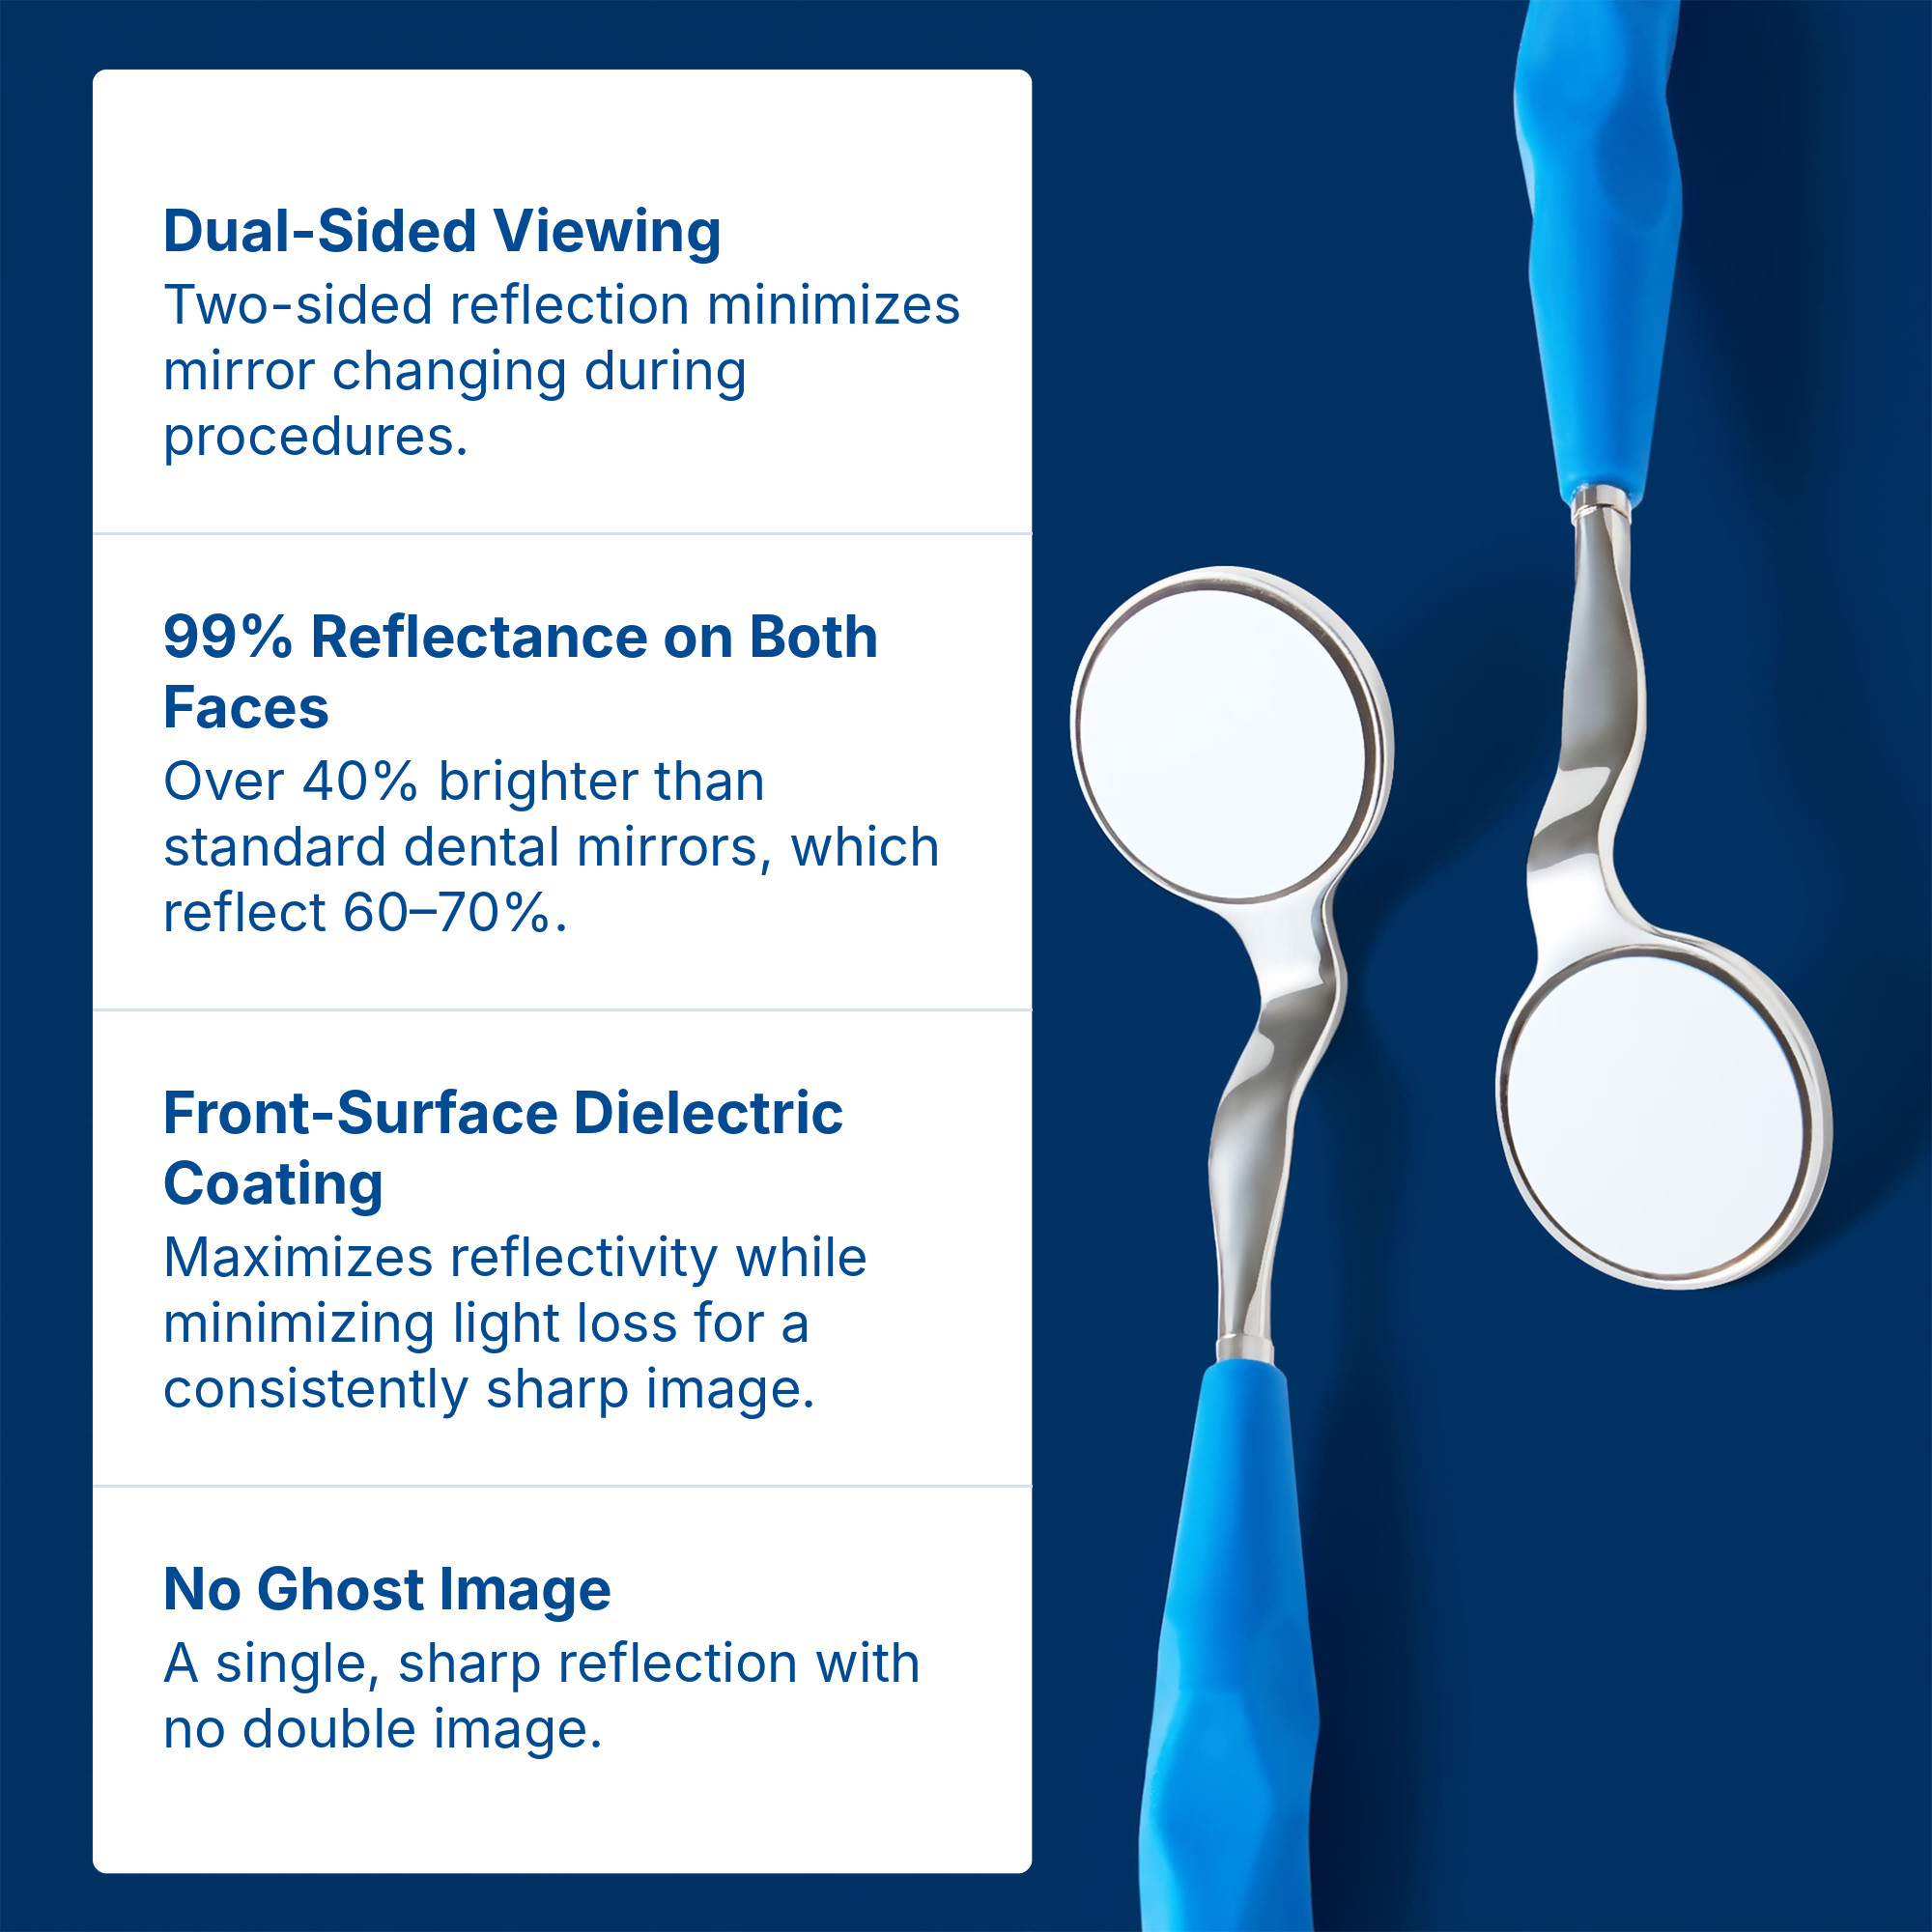 Dual-Sided Viewing
Two-sided reflection minimizes
mirror changing during
procedures.
99% Reflectance on Both
Faces
Over 40% brighter than
standard dental mirrors, which
reflect 60–70%.
Front-Surface Dielectric
Coating
Maximizes reflectivity while
minimizing light loss for a
consistently sharp image.
No Ghost Image
A single, sharp reflection with
no double image.